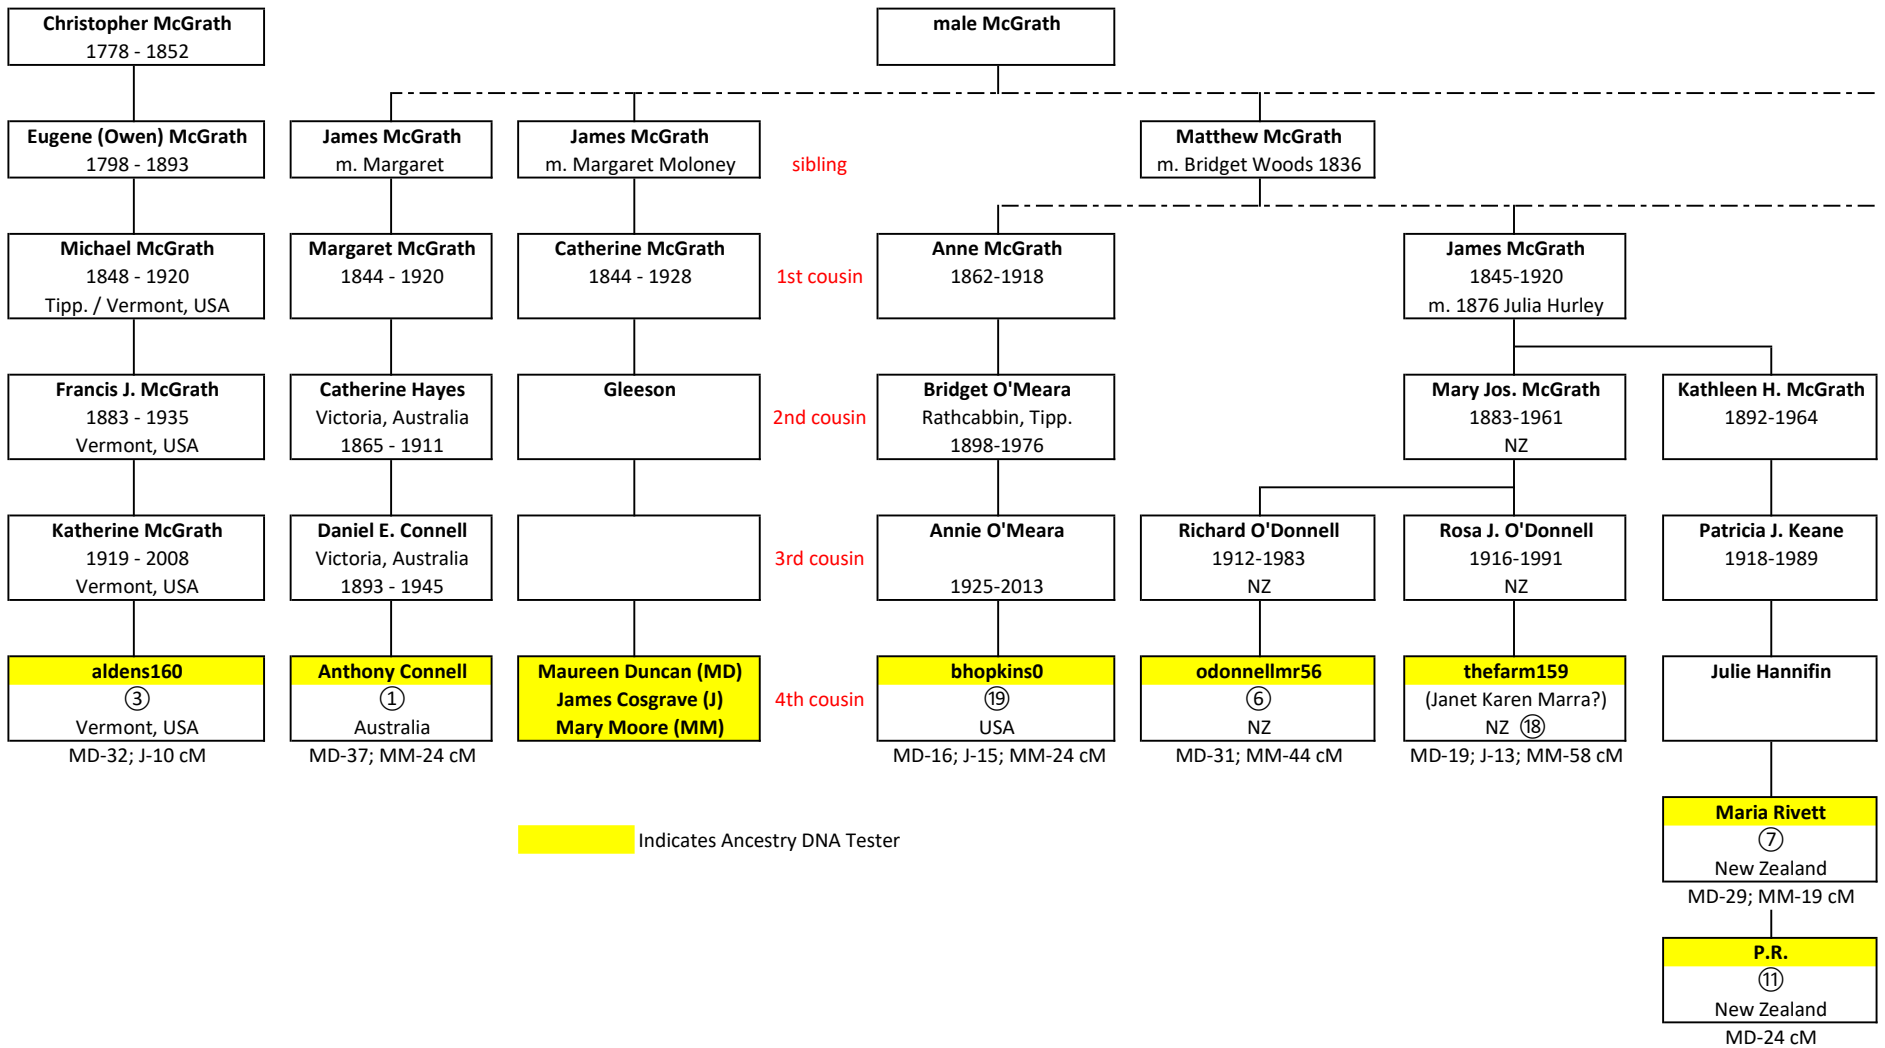 Christopher McGrath
1778 - 1852
male McGrath
Eugene (Owen) McGrath
1798 - 1893
James McGrath
m. Margaret
James McGrath
m. Margaret Moloney
sibling
Matthew McGrath
m. Bridget Woods 1836
Michael McGrath
1848 - 1920
Tipp. / Vermont, USA
Margaret McGrath
1844 - 1920
Catherine McGrath
1844 - 1928
1st cousin
Anne McGrath
1862-1918
James McGrath
1845-1920
m. 1876 Julia Hurley
Francis J. McGrath
1883 - 1935
Vermont, USA
Catherine Hayes
Victoria, Australia
1865 - 1911
Gleeson
2nd cousin
Bridget O'Meara
Rathcabbin, Tipp.
1898-1976
Mary Jos. McGrath
1883-1961
NZ
Kathleen H. McGrath
1892-1964
Katherine McGrath
1919 - 2008
Vermont, USA
Daniel E. Connell
Victoria, Australia
1893 - 1945
3rd cousin
Annie O'Meara
1925-2013
Richard O'Donnell
1912-1983
NZ
Rosa J. O'Donnell
1916-1991
NZ
Patricia J. Keane
1918-1989
aldens160
③
Vermont, USA
MD-32; J-10 cM
Anthony Connell
①
Australia
MD-37; MM-24 cM
Maureen Duncan (MD)
James Cosgrave (J)
Mary Moore (MM)
4th cousin
bhopkins0
⑲
USA
MD-16; J-15; MM-24 cM
odonnellmr56
⑥
NZ
MD-31; MM-44 cM
thefarm159
(Janet Karen Marra?)
NZ ⑱
MD-19; J-13; MM-58 cM
Julie Hannifin
Maria Rivett
⑦
New Zealand
MD-29; MM-19 cM
Indicates Ancestry DNA Tester
P.R.
⑪
New Zealand
MD-24 cM